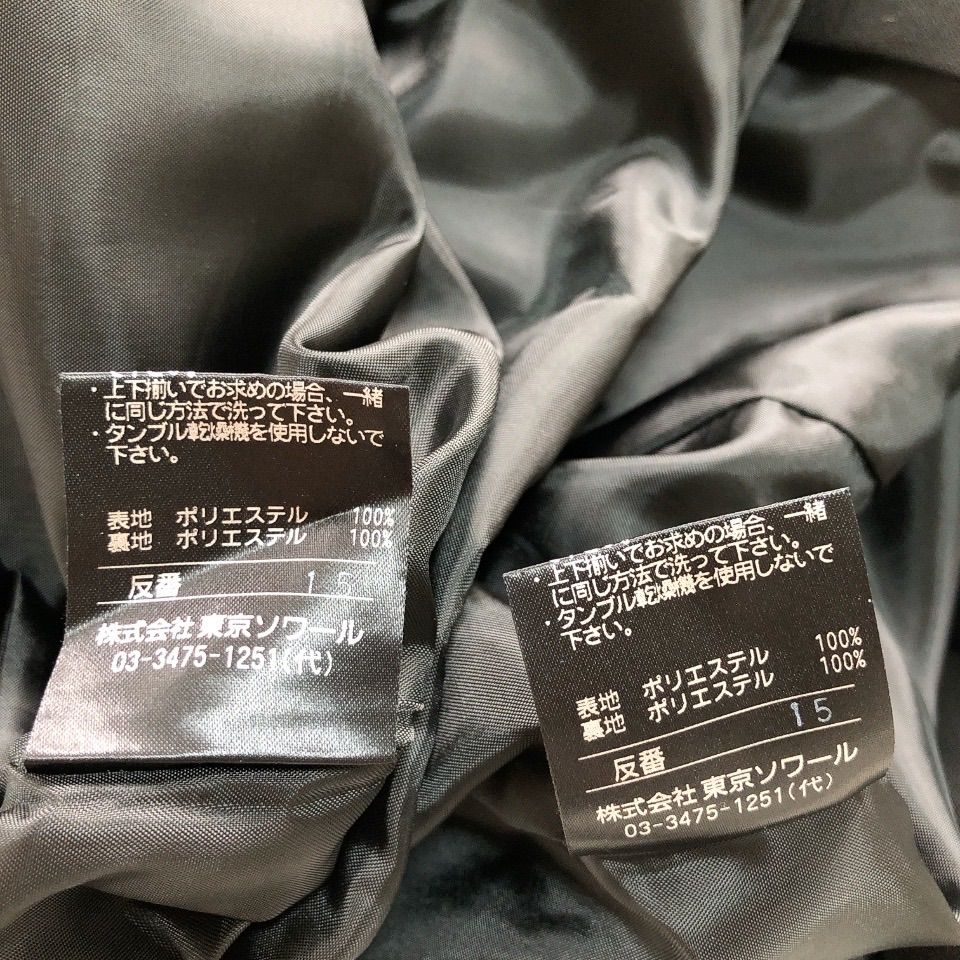 ・上下揃いでお求めの場合、一緒
に同じ方法で洗って下さい。
・タンブル乾燥機を使用しないで
下さい。
表地 ポリエステル 100%
裏地 ポリエステル 100%
反番 15
株式会社 東京ソワール
03-3475-1251(代)
・上下揃いでお求めの場合、一緒
に同じ方法で洗って下さい。
・タンブル乾燥機を使用しないで
下さい。
表地 ポリエステル 100%
裏地 ポリエステル 100%
反番 15
株式会社 東京ソワール
03-3475-1251(代)